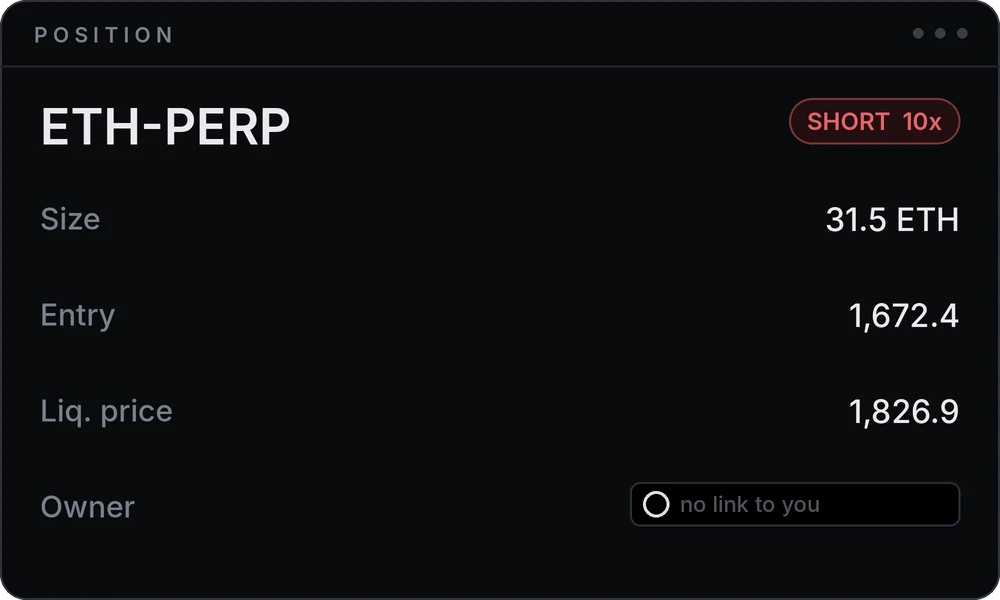 POSITION
ETH-PERP
SHORT 10x
Size
31.5 ETH
Entry
1,672.4
Liq. price
1,826.9
Owner
no link to you